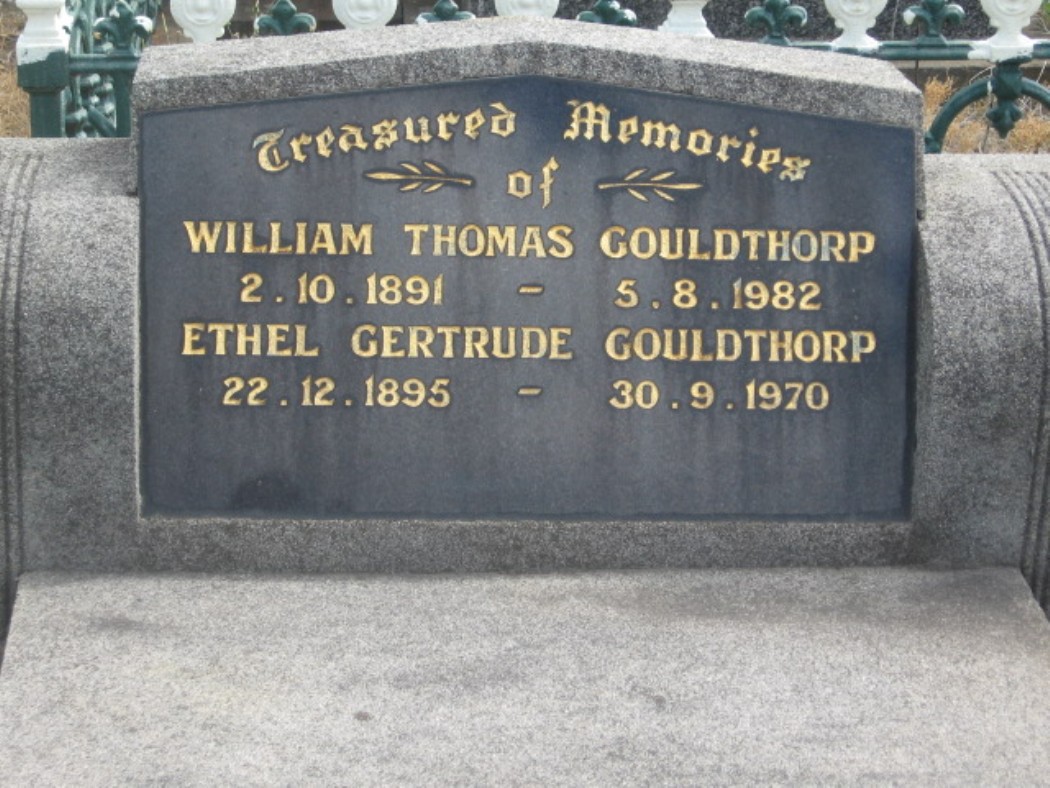 Treasured Memories
of
WILLIAM THOMAS GOULDTHORP
2.10.1891 - 5.8.1982
ETHEL GERTRUDE GOULDTHORP
22.12.1895 - 30.9.1970